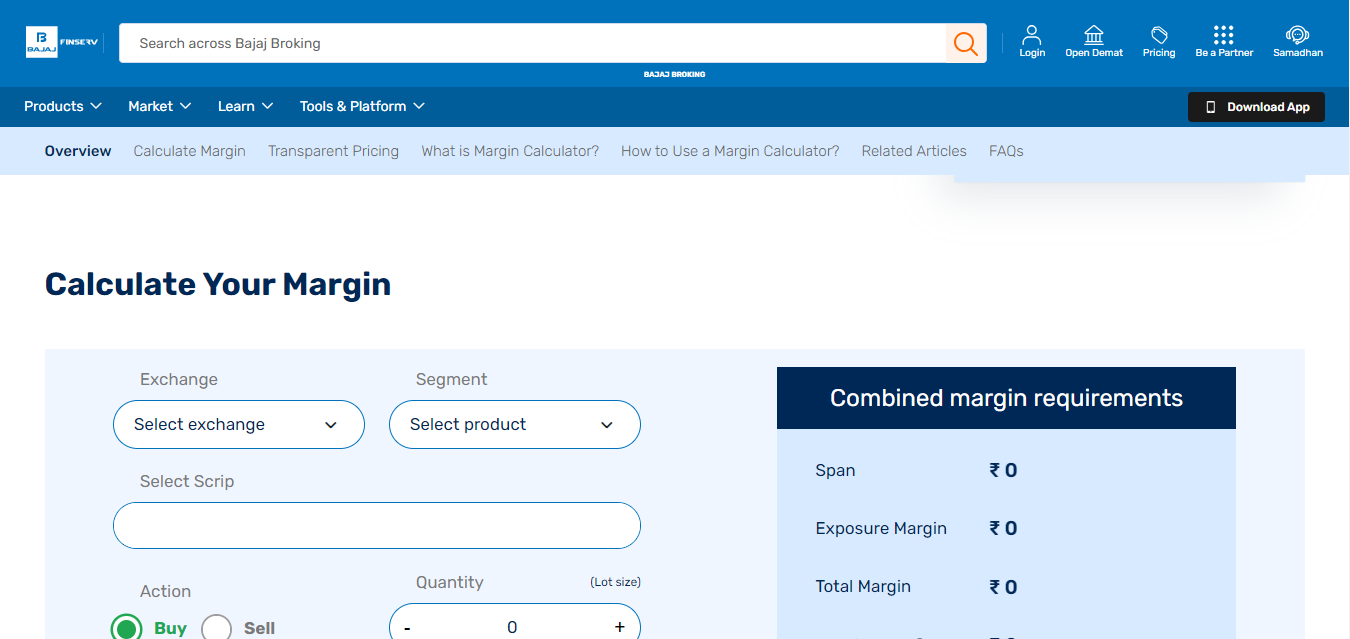 B
BAJAJ
FINSERV
Search across Bajaj Broking
Login
Open Demat
Pricing
Be a Partner
Samadhan
BAJAJ BROKING
Products
Market
Learn
Tools & Platform
Download App
Overview
Calculate Margin
Transparent Pricing
What is Margin Calculator?
How to Use a Margin Calculator?
Related Articles
FAQs
Calculate Your Margin
Exchange
Segment
Select exchange
Select product
Select Scrip
Action
Quantity
(Lot size)
Buy
Sell
- 0 +
Combined margin requirements
Span ₹ 0
Exposure Margin ₹ 0
Total Margin ₹ 0